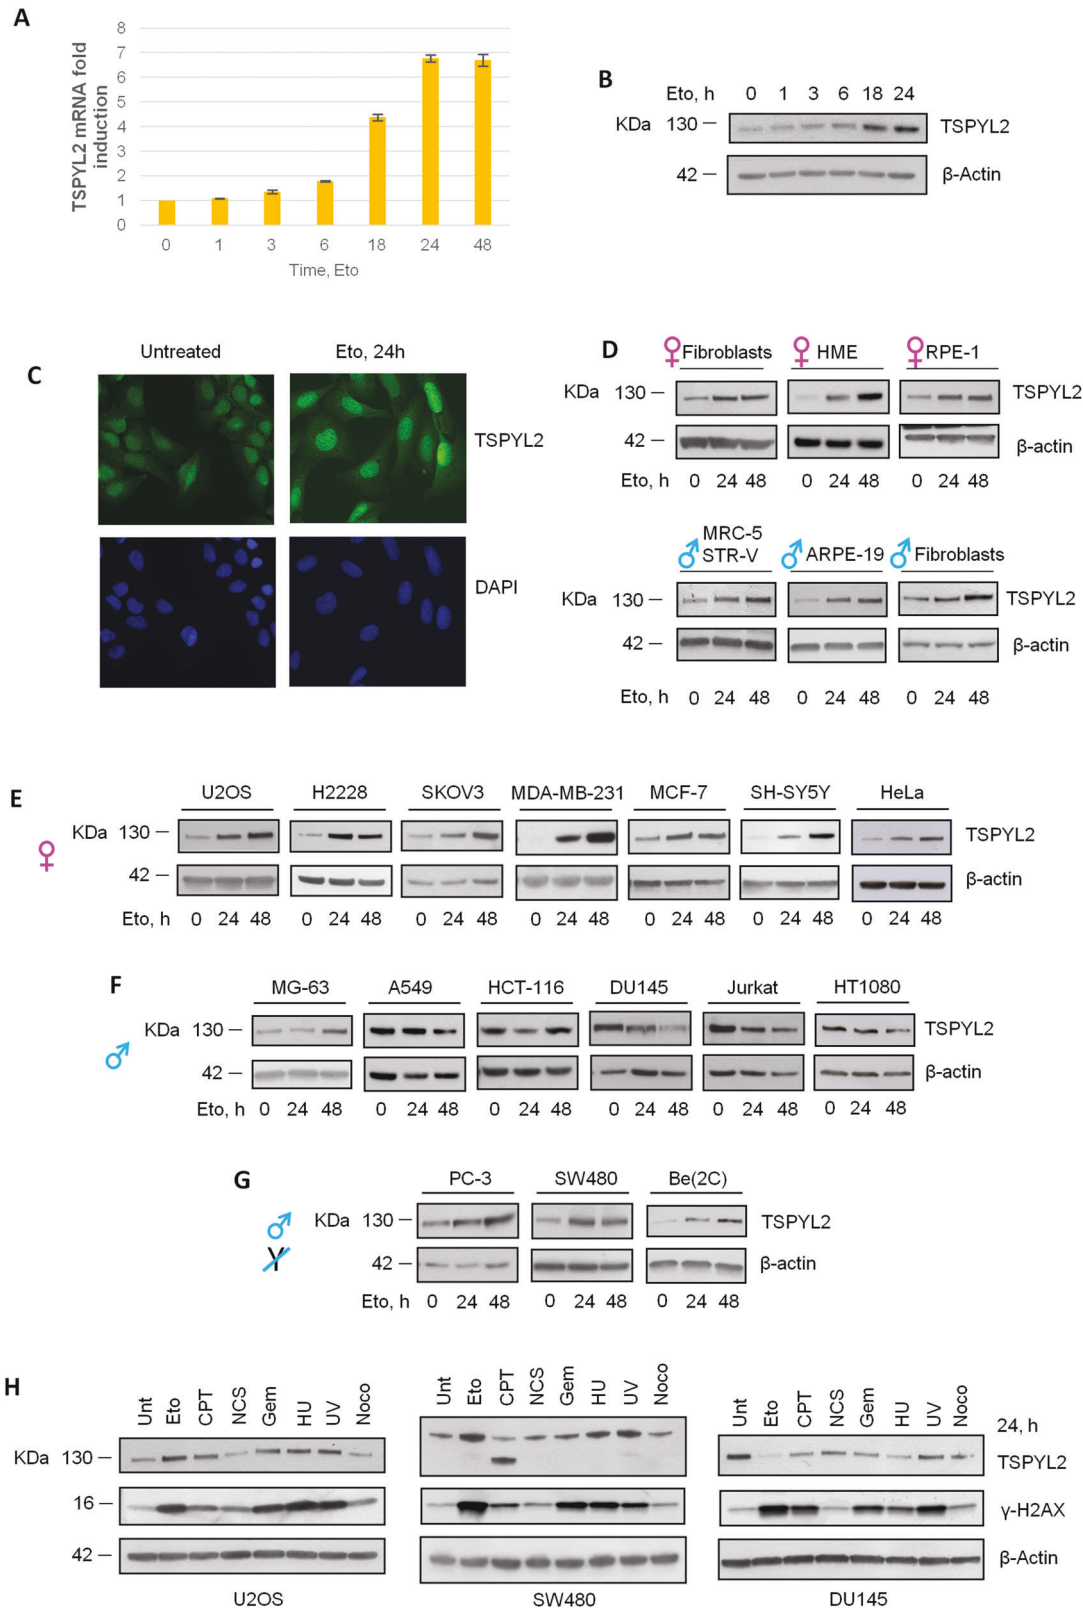 A
TSPYL2 mRNA fold
induction
8
7
6
5
4
3
2
1
0
0 1 3 6 18 24 48
Time, Eto
B
Eto, h 0 1 3 6 18 24
KDa 130 TSPYL2
42 β-Actin
C
Untreated Eto, 24h
TSPYL2
DAPI
D
♀Fibroblasts ♀HME ♀RPE-1
KDa 130 TSPYL2
42 β-actin
Eto, h 0 24 48 0 24 48 0 24 48
MRC-5
♂STR-V ♂ARPE-19 ♂Fibroblasts
KDa 130 TSPYL2
42 β-actin
Eto, h 0 24 48 0 24 48 0 24 48
E
U2OS H2228 SKOV3 MDA-MB-231 MCF-7 SH-SY5Y HeLa
♀ KDa 130 TSPYL2
42 β-actin
Eto, h 0 24 48 0 24 48 0 24 48 0 24 48 0 24 48 0 24 48 0 24 48
F
MG-63 A549 HCT-116 DU145 Jurkat HT1080
♂ KDa 130 TSPYL2
42 β-actin
Eto, h 0 24 48 0 24 48 0 24 48 0 24 48 0 24 48 0 24 48
G
PC-3 SW480 Be(2C)
♂ KDa 130 TSPYL2
Y 42 β-actin
Eto, h 0 24 48 0 24 48 0 24 48
H
Unt Eto CPT NCS Gem HU UV Noco Unt Eto CPT NCS Gem HU UV Noco Unt Eto CPT NCS Gem HU UV Noco
24, h
KDa 130 TSPYL2
16 γ-H2AX
42 β-Actin
U2OS SW480 DU145